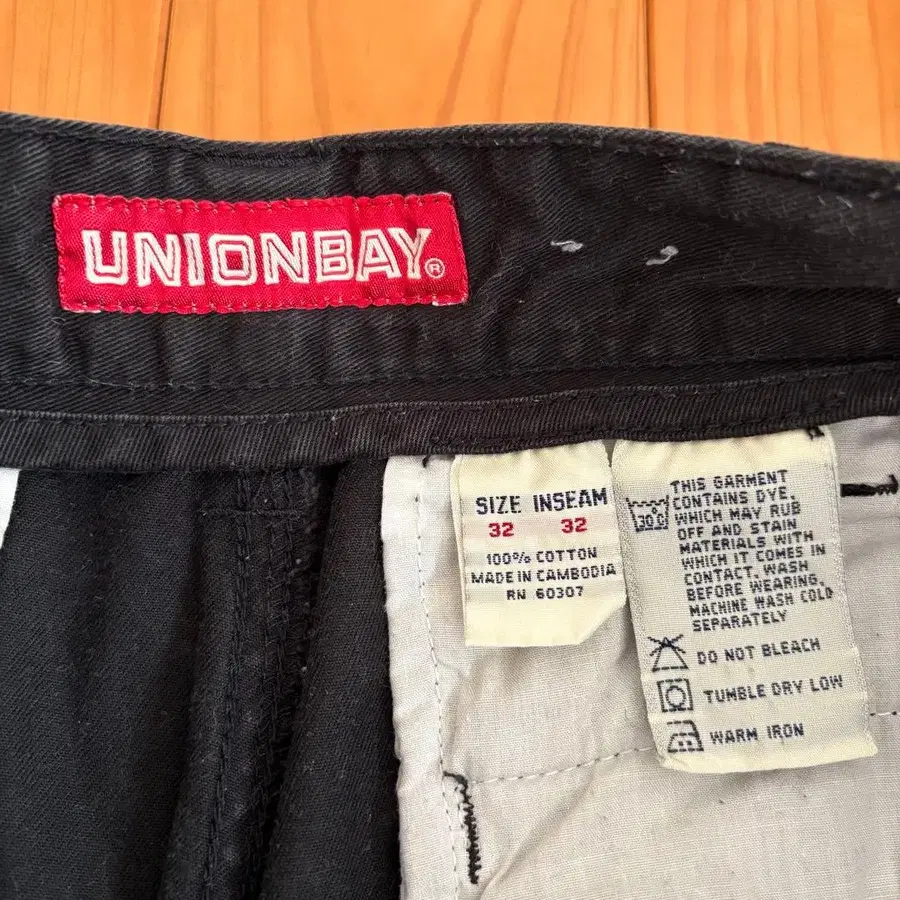 UNIONBAY®
SIZE INSEAM
32 32
100% COTTON
MADE IN CAMBODIA
RN 60307
30°C
THIS GARMENT
CONTAINS DYE.
WHICH MAY RUB
OFF AND STAIN
MATERIALS WITH
WHICH IT COMES IN
CONTACT. WASH
BEFORE WEARING.
MACHINE WASH COLD
SEPARATELY
DO NOT BLEACH
TUMBLE DRY LOW
WARM IRON